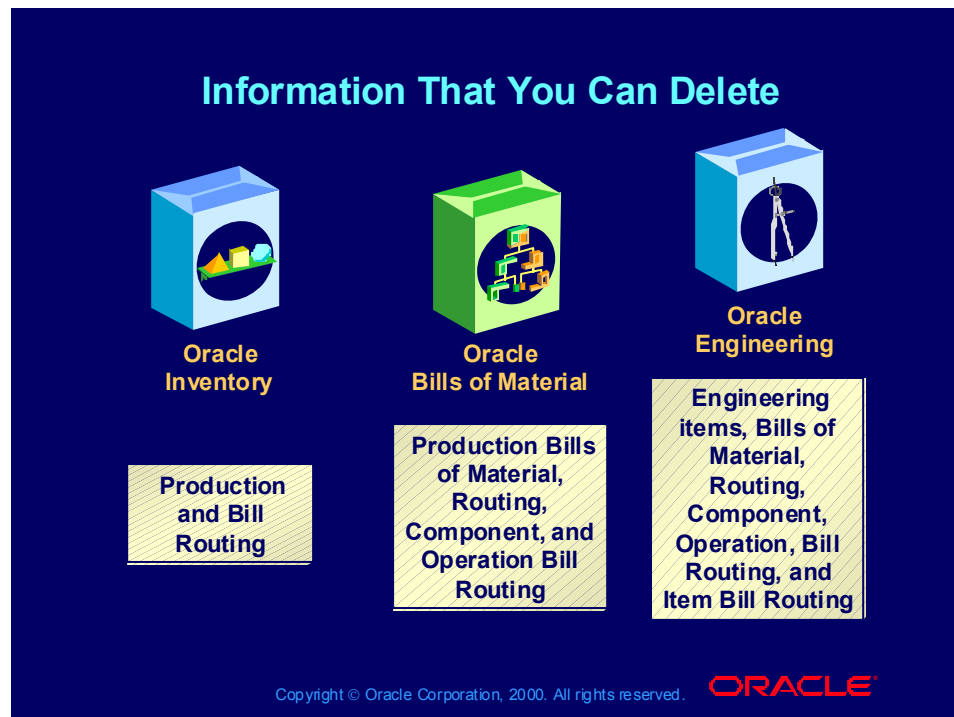 Information That You Can Delete
Oracle
Inventory
Production
and Bill
Routing
Oracle
Bills of Material
Production Bills
of Material,
Routing,
Component, and
Operation Bill
Routing
Oracle
Engineering
Engineering
items, Bills of
Material,
Routing,
Component,
Operation, Bill
Routing, and
Item Bill Routing
Copyright © Oracle Corporation, 2000. All rights reserved.
ORACLE®